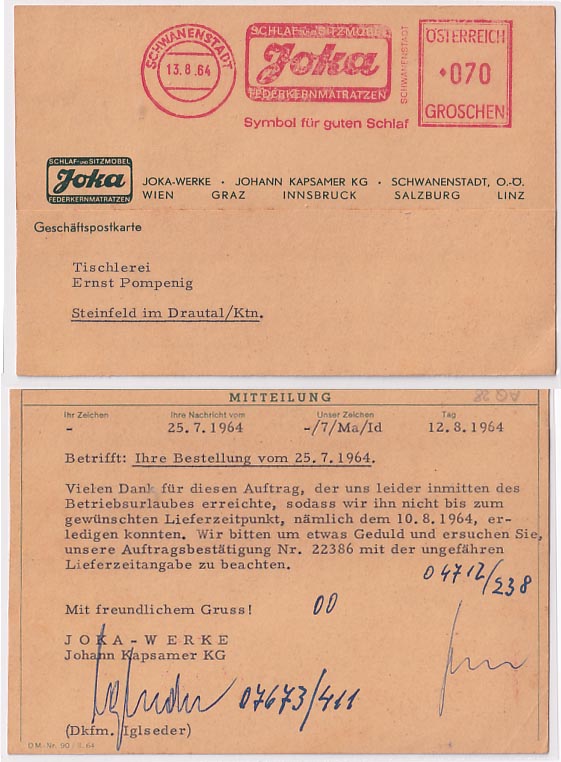 SCHWANENSTADT
13.8.64
SCHLAF-UND SITZMÖBEL
Joka
FEDERKERNMATRATZEN
Symbol für guten Schlaf
SCHWANENSTADT
ÖSTERREICH
*070
GROSCHEN
SCHLAF-UND SITZMÖBEL
Joka
FEDERKERNMATRATZEN
JOKA-WERKE · JOHANN KAPSAMER KG · SCHWANENSTADT, O.-Ö.
WIEN GRAZ INNSBRUCK SALZBURG LINZ
Geschäftspostkarte
Tischlerei
Ernst Pompenig
Steinfeld im Drautal/Ktn.
MITTEILUNG
Ihr Zeichen Ihre Nachricht vom Unser Zeichen Tag
- 25.7.1964 -/7/Ma/Id 12.8.1964
Betrifft: Ihre Bestellung vom 25.7.1964.
Vielen Dank für diesen Auftrag, der uns leider inmitten des
Betriebsurlaubes erreichte, sodass wir ihn nicht bis zum
gewünschten Lieferzeitpunkt, nämlich dem 10.8.1964, er-
ledigen konnten. Wir bitten um etwas Geduld und ersuchen Sie,
unsere Auftragsbestätigung Nr. 22386 mit der ungefähren
Lieferzeitangabe zu beachten.
04712/238
Mit freundlichem Gruss!
00
JOKA-WERKE
Johann Kapsamer KG
07673/411
(Dkfm. Iglseder)
DM-Nr. 90 / II. 64